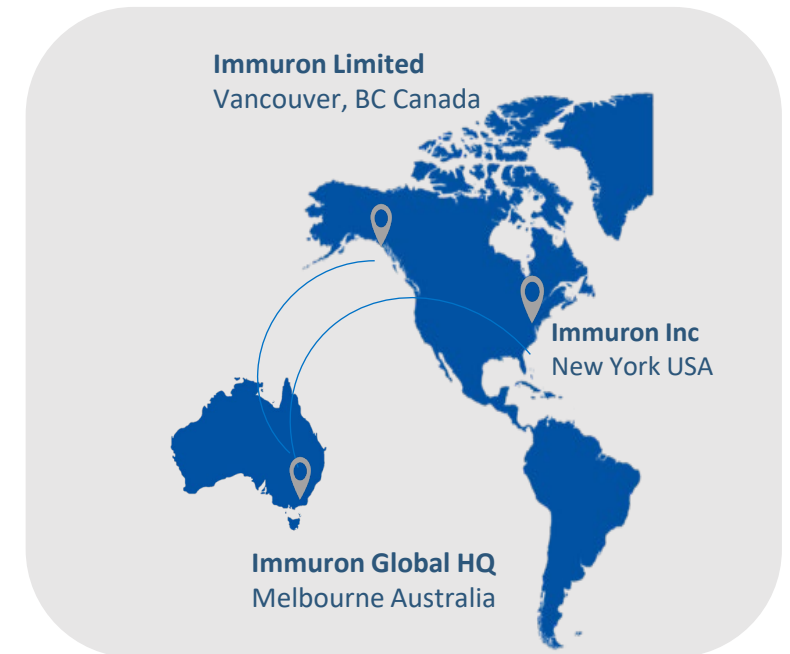 Immuron Limited
Vancouver, BC Canada
Immuron Inc
New York USA
Immuron Global HQ
Melbourne Australia